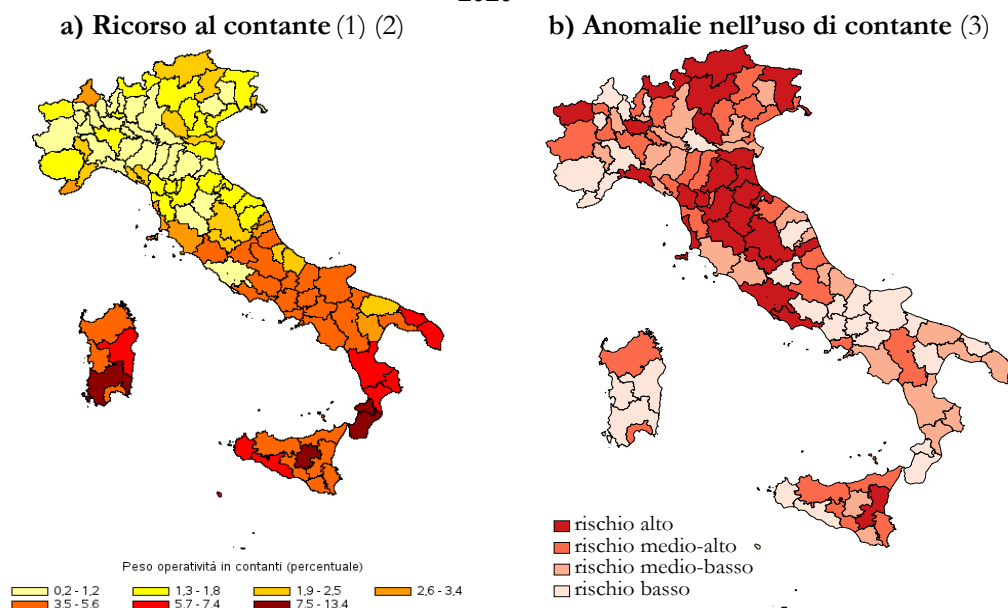 a) Ricorso al contante (1) (2)
b) Anomalie nell'uso di contante (3)
Peso operatività in contanti (percentuale)
0,2 - 1,2
1,3 - 1,8
1,9 - 2,5
2,6 - 3,4
3,5 - 5,6
5,7 - 7,4
7,5 - 13,4
rischio alto
rischio medio-alto
rischio medio-basso
rischio basso